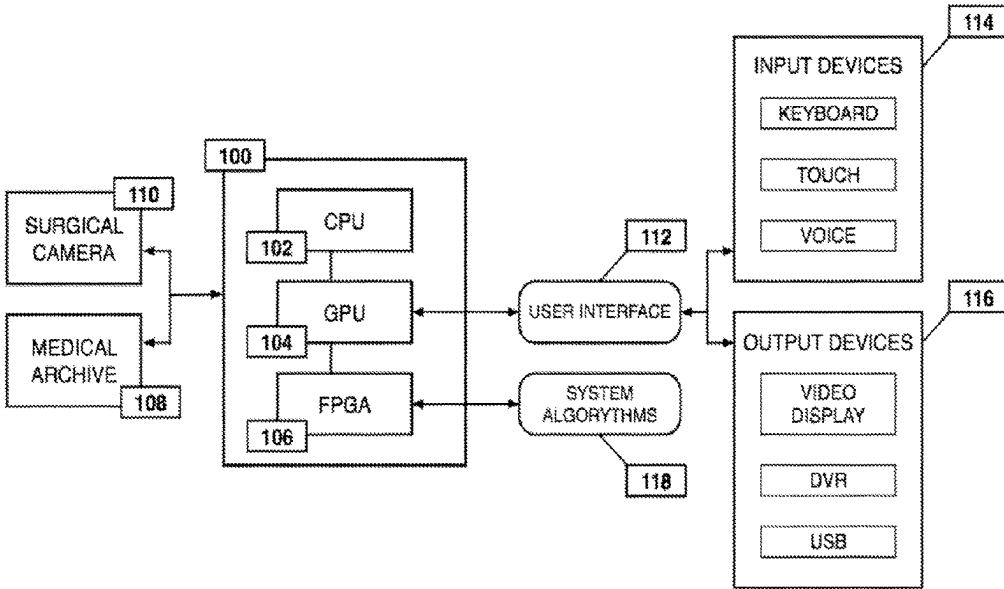 114
INPUT DEVICES
KEYBOARD
TOUCH
VOICE
100
110
SURGICAL
CAMERA
CPU
102
112
GPU
104
USER INTERFACE
116
MEDICAL
ARCHIVE
108
FPGA
106
SYSTEM
ALGORYTHMS
118
OUTPUT DEVICES
VIDEO
DISPLAY
DVR
USB